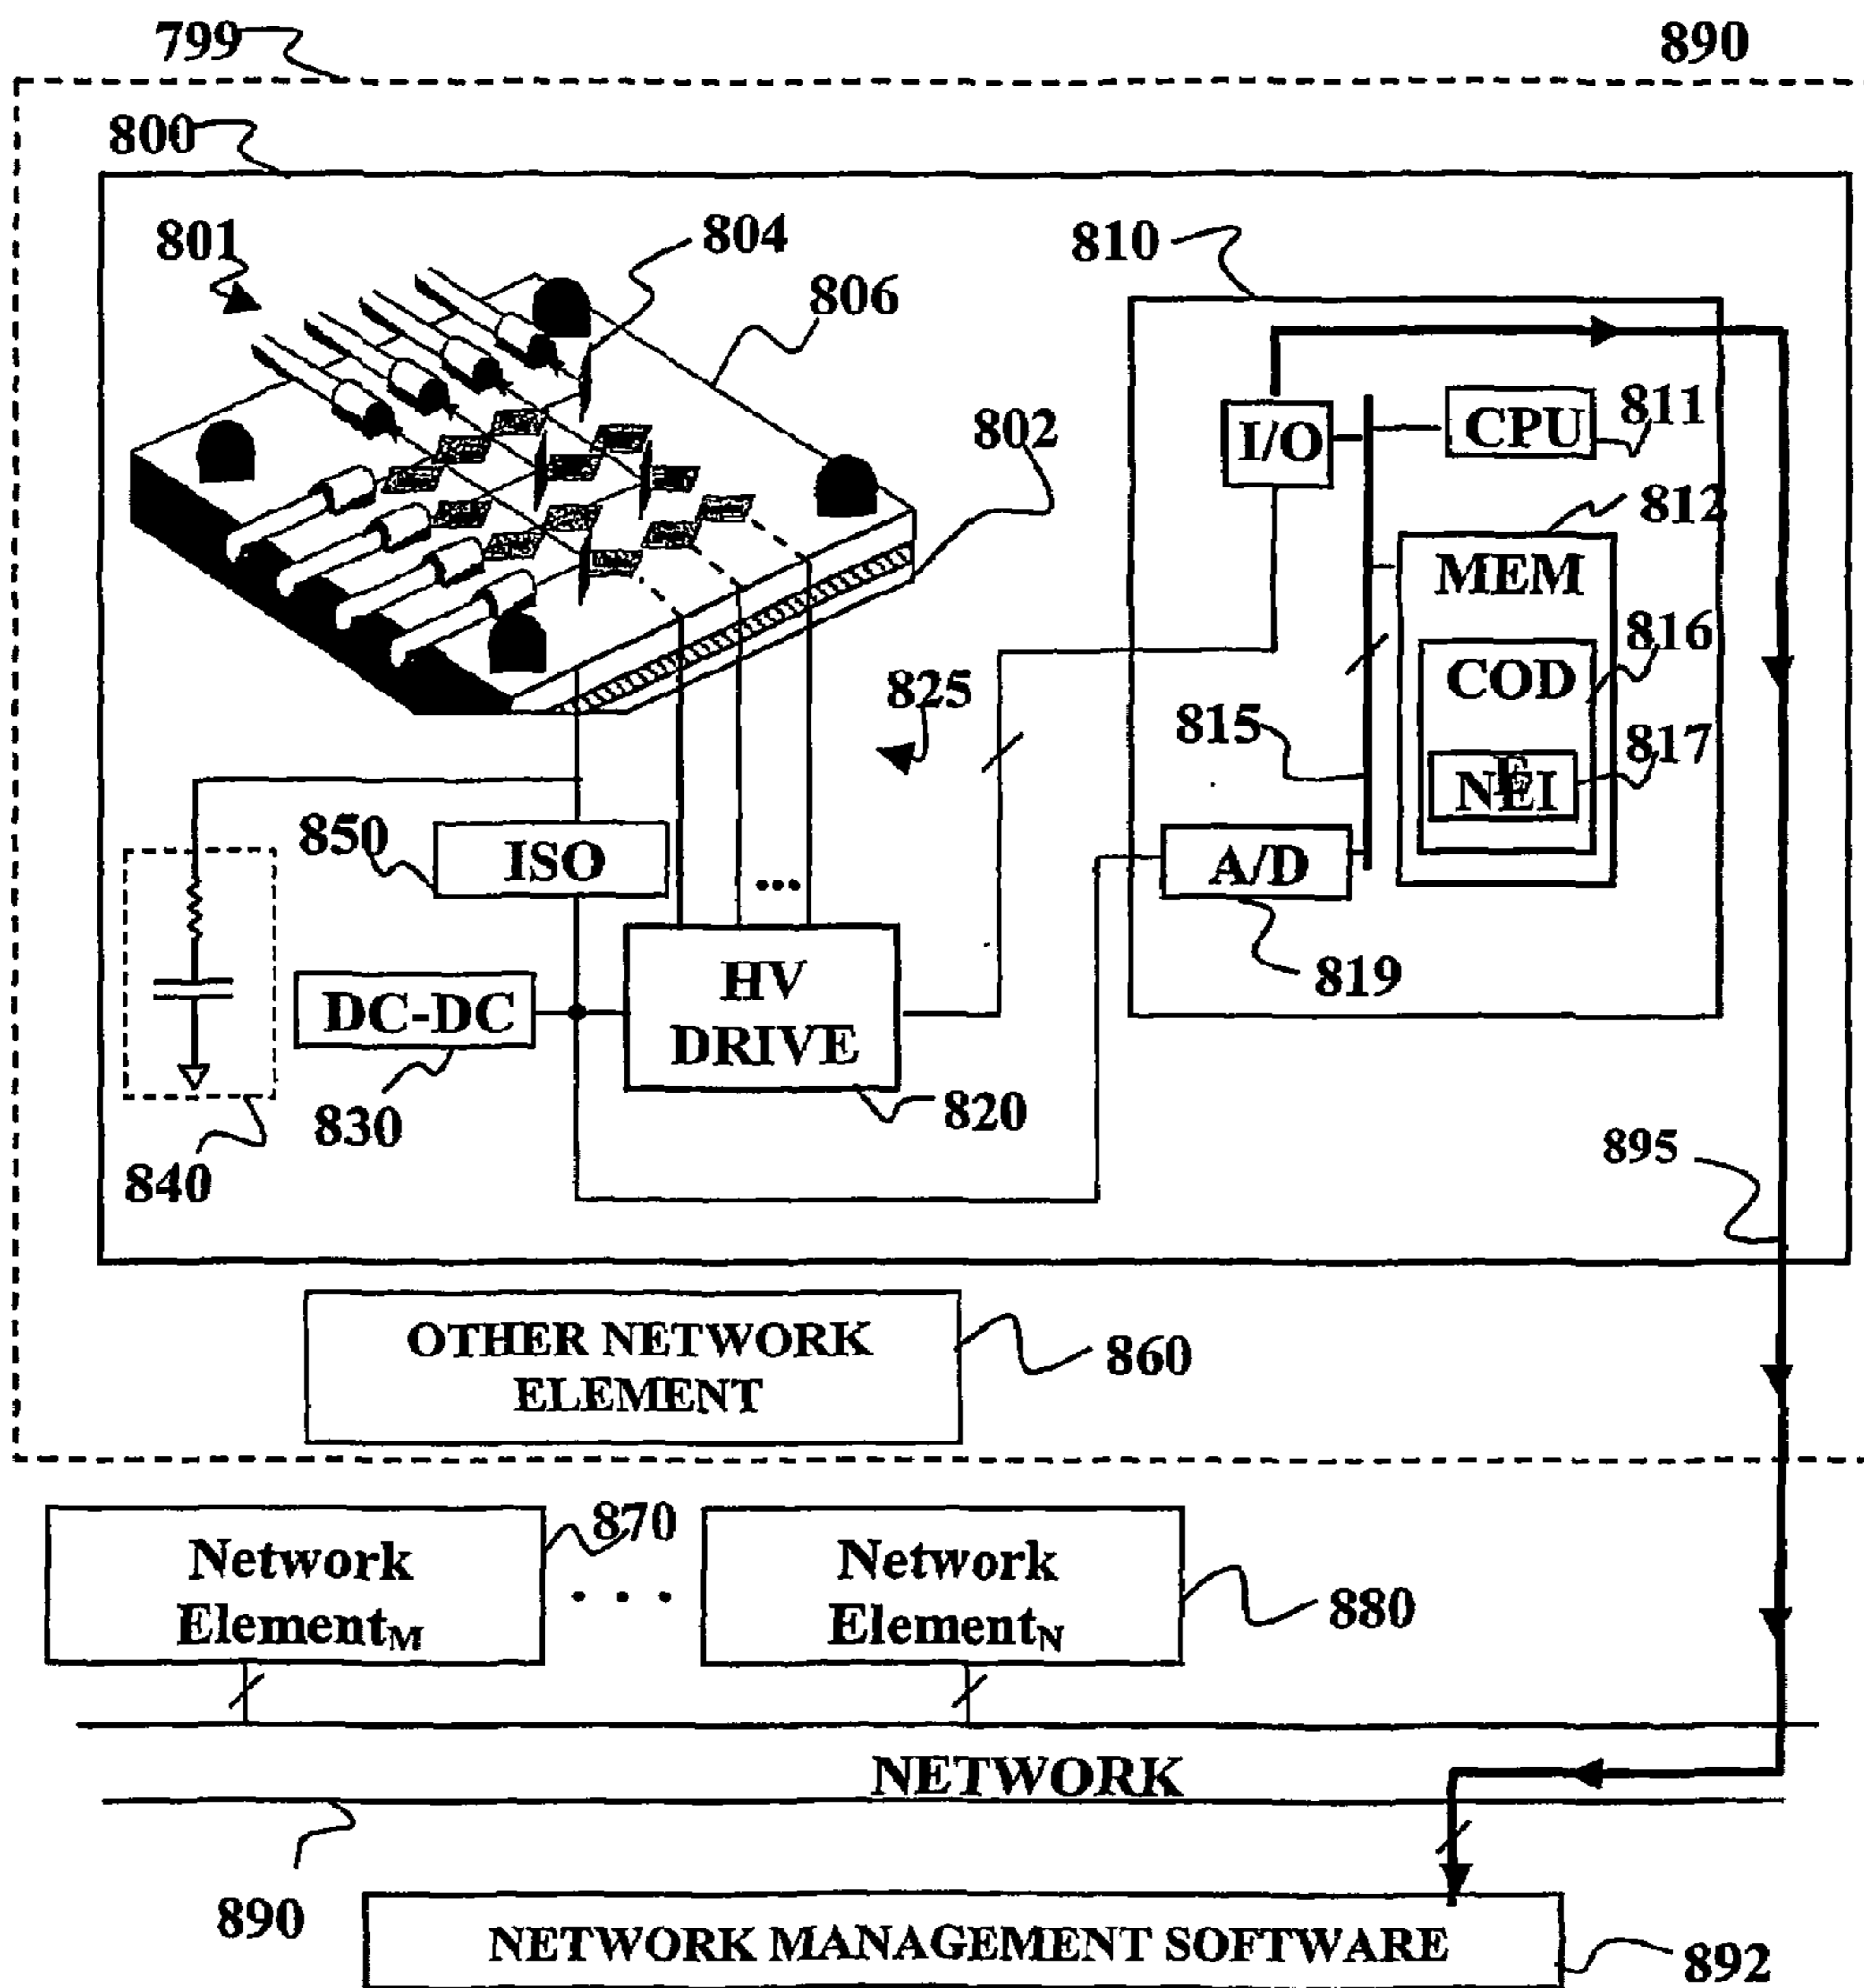 799
890
800
801
804
806
810
802
I/O
CPU
811
812
MEM
816
COD
E
817
NEI
825
815
850
ISO
...
A/D
819
HV
DRIVE
DC-DC
830
820
840
895
OTHER NETWORK
ELEMENT
860
870
Network
ElementM
. . .
Network
ElementN
880
NETWORK
890
NETWORK MANAGEMENT SOFTWARE
892